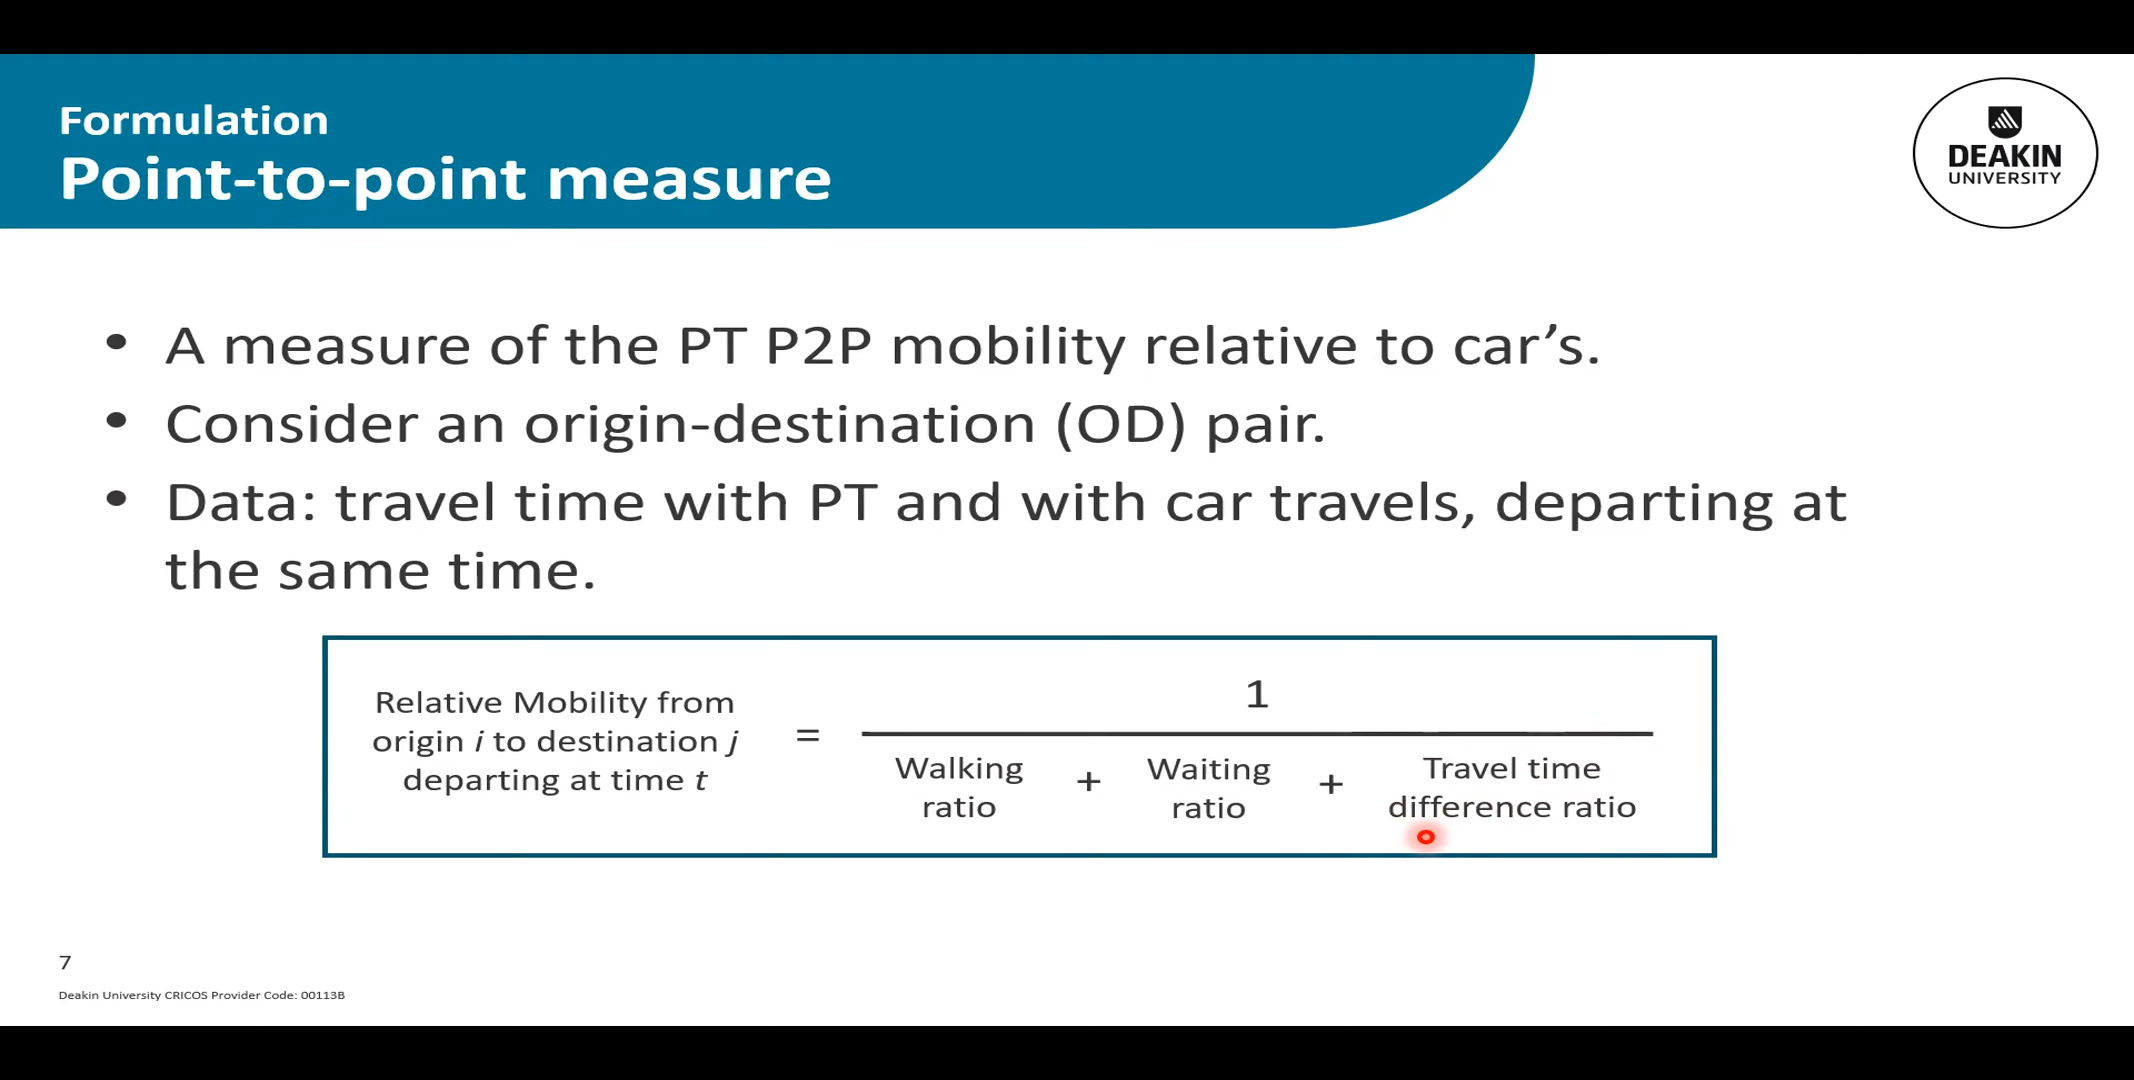 Formulation
Point-to-point measure
DEAKIN
UNIVERSITY
• A measure of the PT P2P mobility relative to car’s.
• Consider an origin-destination (OD) pair.
• Data: travel time with PT and with car travels, departing at
the same time.
Relative Mobility from
origin i to destination j
departing at time t
=
1
Walking
ratio
+
Waiting
ratio
+
Travel time
difference ratio
7
Deakin University CRICOS Provider Code: 00113B